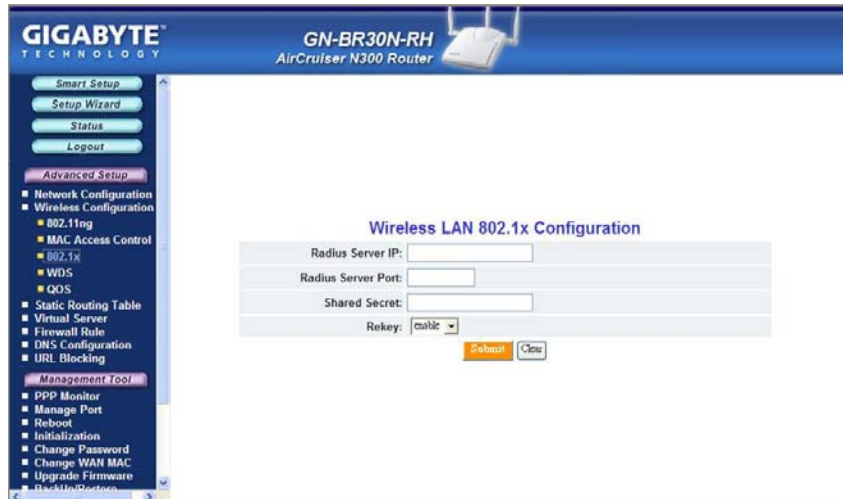 GIGABYTE™
TECHNOLOGY
GN-BR30N-RH
AirCruiser N300 Router
Smart Setup
Setup Wizard
Status
Logout
Advanced Setup
Network Configuration
Wireless Configuration
802.11ng
MAC Access Control
802.1x
WDS
QOS
Static Routing Table
Virtual Server
Firewall Rule
DNS Configuration
URL Blocking
Management Tool
PPP Monitor
Manage Port
Reboot
Initialization
Change Password
Change WAN MAC
Upgrade Firmware
BackUp/Restore
Wireless LAN 802.1x Configuration
Radius Server IP:
Radius Server Port:
Shared Secret:
Rekey: enable
Submit Clear